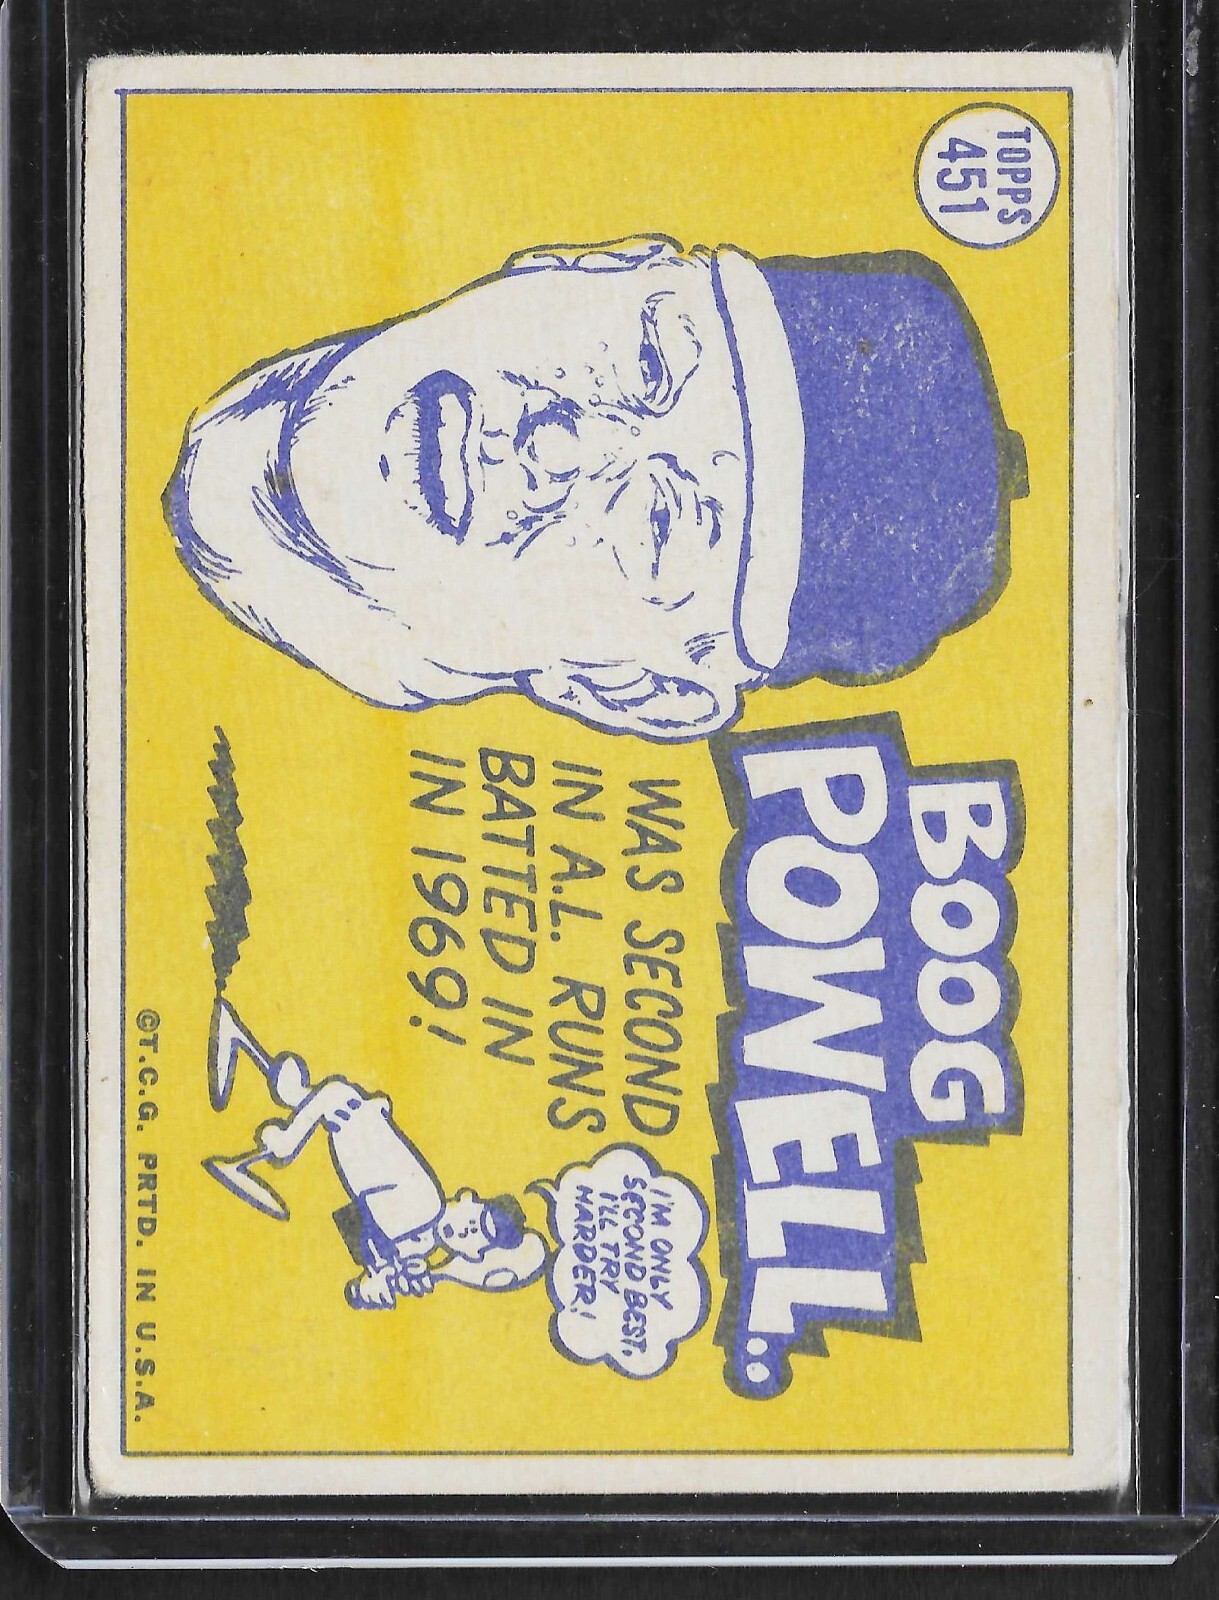 TOPPS
451
BOOG
POWELL..
WAS SECOND
IN A.L. RUNS
BATTED IN
IN 1969!
I'M ONLY
SECOND BEST.
I'LL TRY
HARDER!
©T.C.G. PRTD. IN U.S.A.